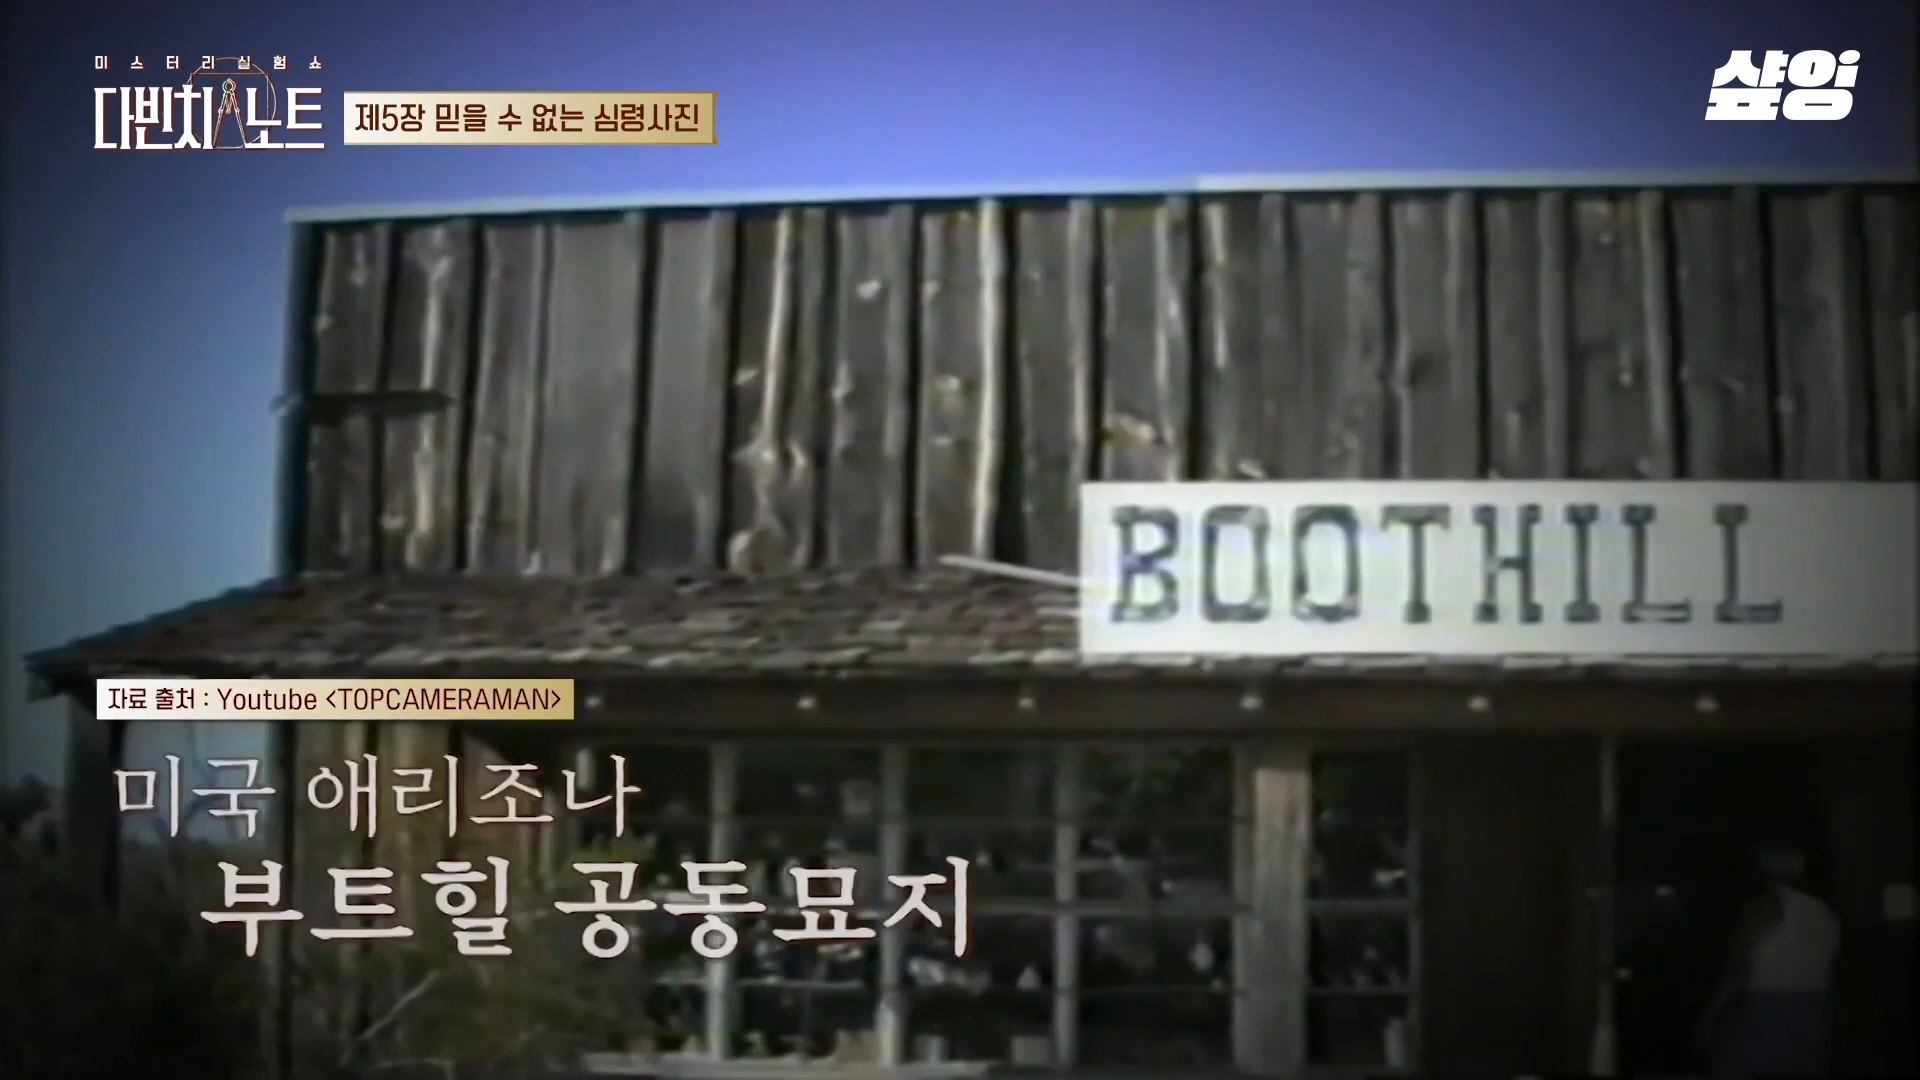 미스터리실험쇼
다빈치노트
제5장 믿을 수 없는 심령사진
샾잉
BOOTHILL
자료 출처 : Youtube <TOPCAMERAMAN>
미국 애리조나
부트힐 공동묘지